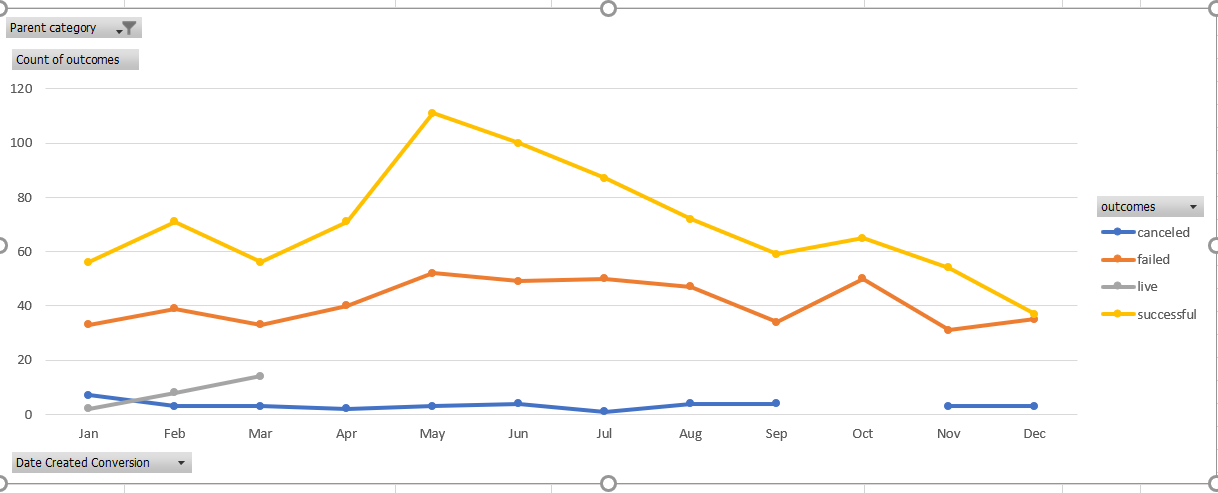 Parent category
Count of outcomes
120
100
80
60
40
20
0
Jan Feb Mar Apr May Jun Jul Aug Sep Oct Nov Dec
outcomes
canceled
failed
live
successful
Date Created Conversion